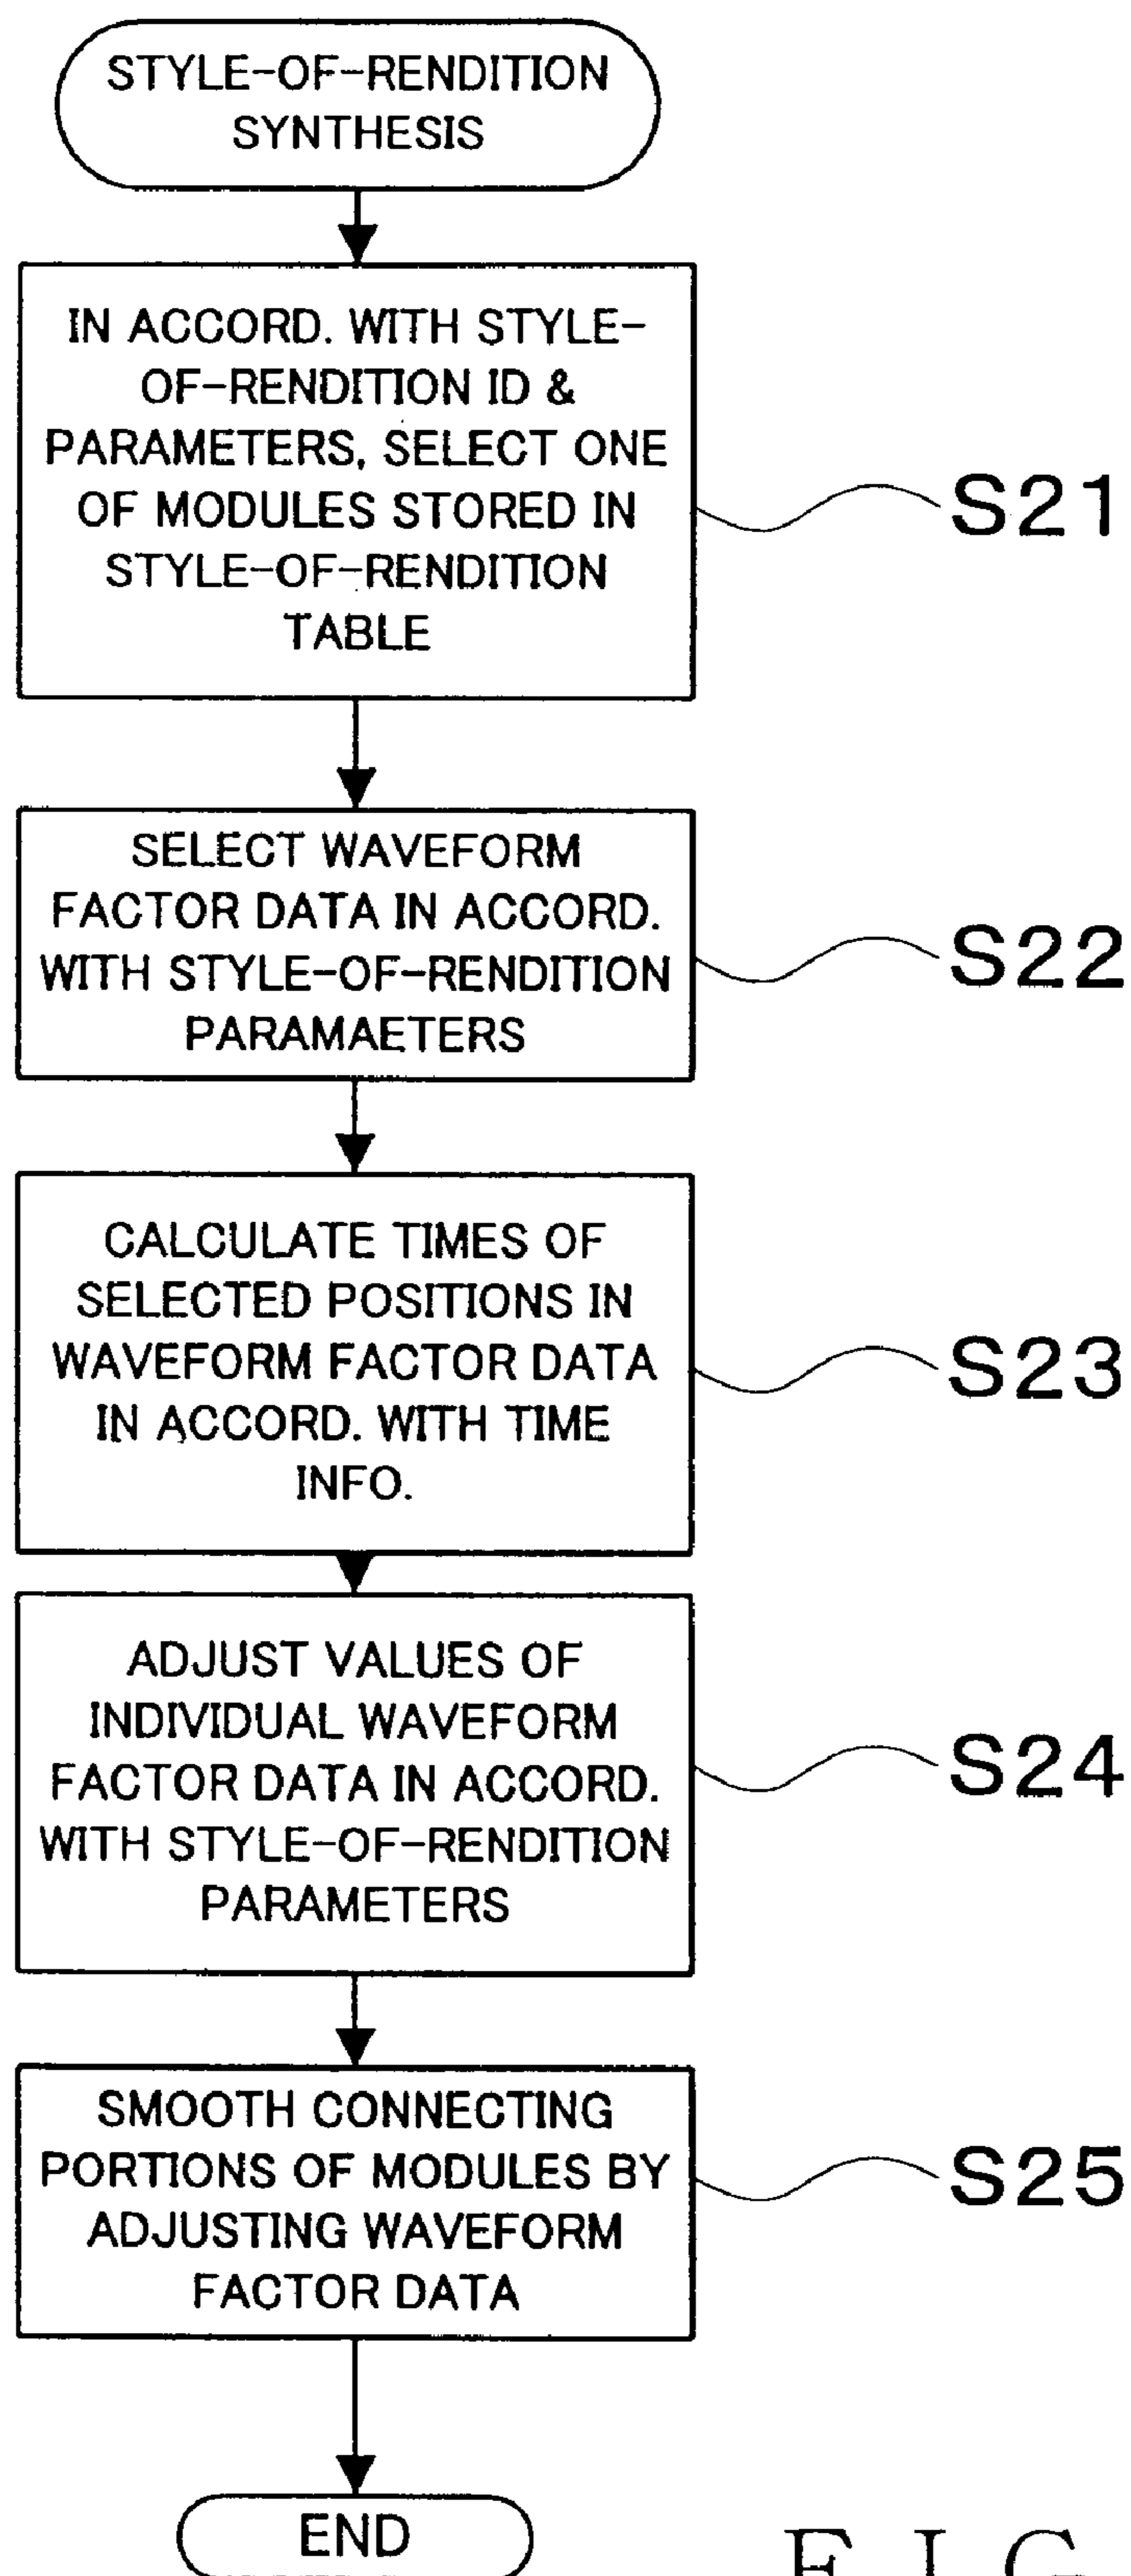 STYLE-OF-RENDITION
SYNTHESIS
IN ACCORD. WITH STYLE-
OF-RENDITION ID &
PARAMETERS, SELECT ONE
OF MODULES STORED IN
STYLE-OF-RENDITION
TABLE
S21
SELECT WAVEFORM
FACTOR DATA IN ACCORD.
WITH STYLE-OF-RENDITION
PARAMAETERS
S22
CALCULATE TIMES OF
SELECTED POSITIONS IN
WAVEFORM FACTOR DATA
IN ACCORD. WITH TIME
INFO.
S23
ADJUST VALUES OF
INDIVIDUAL WAVEFORM
FACTOR DATA IN ACCORD.
WITH STYLE-OF-RENDITION
PARAMETERS
S24
SMOOTH CONNECTING
PORTIONS OF MODULES BY
ADJUSTING WAVEFORM
FACTOR DATA
S25
END
FIG